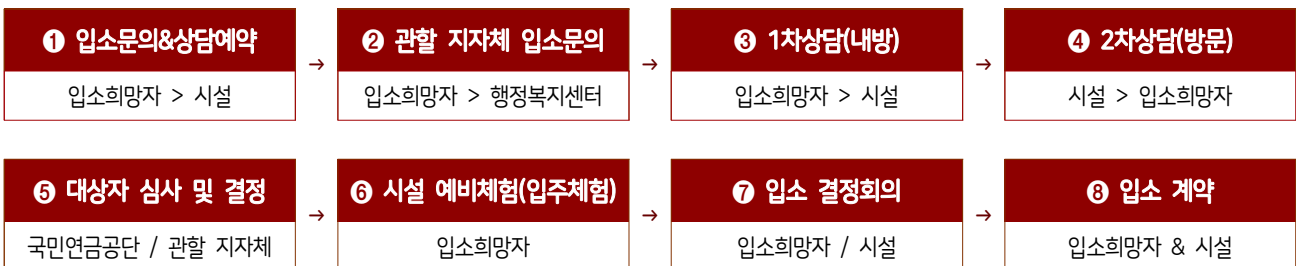 ❶ 입소문의&상담예약 → ❷ 관할 지자체 입소문의 → ❸ 1차상담(내방) → ❹ 2차상담(방문)
입소희망자 > 시설 입소희망자 > 행정복지센터 입소희망자 > 시설 시설 > 입소희망자
❺ 대상자 심사 및 결정 → ❻ 시설 예비체험(입주체험) → ❼ 입소 결정회의 → ❽ 입소 계약
국민연금공단 / 관할 지자체 입소희망자 입소희망자 / 시설 입소희망자 & 시설